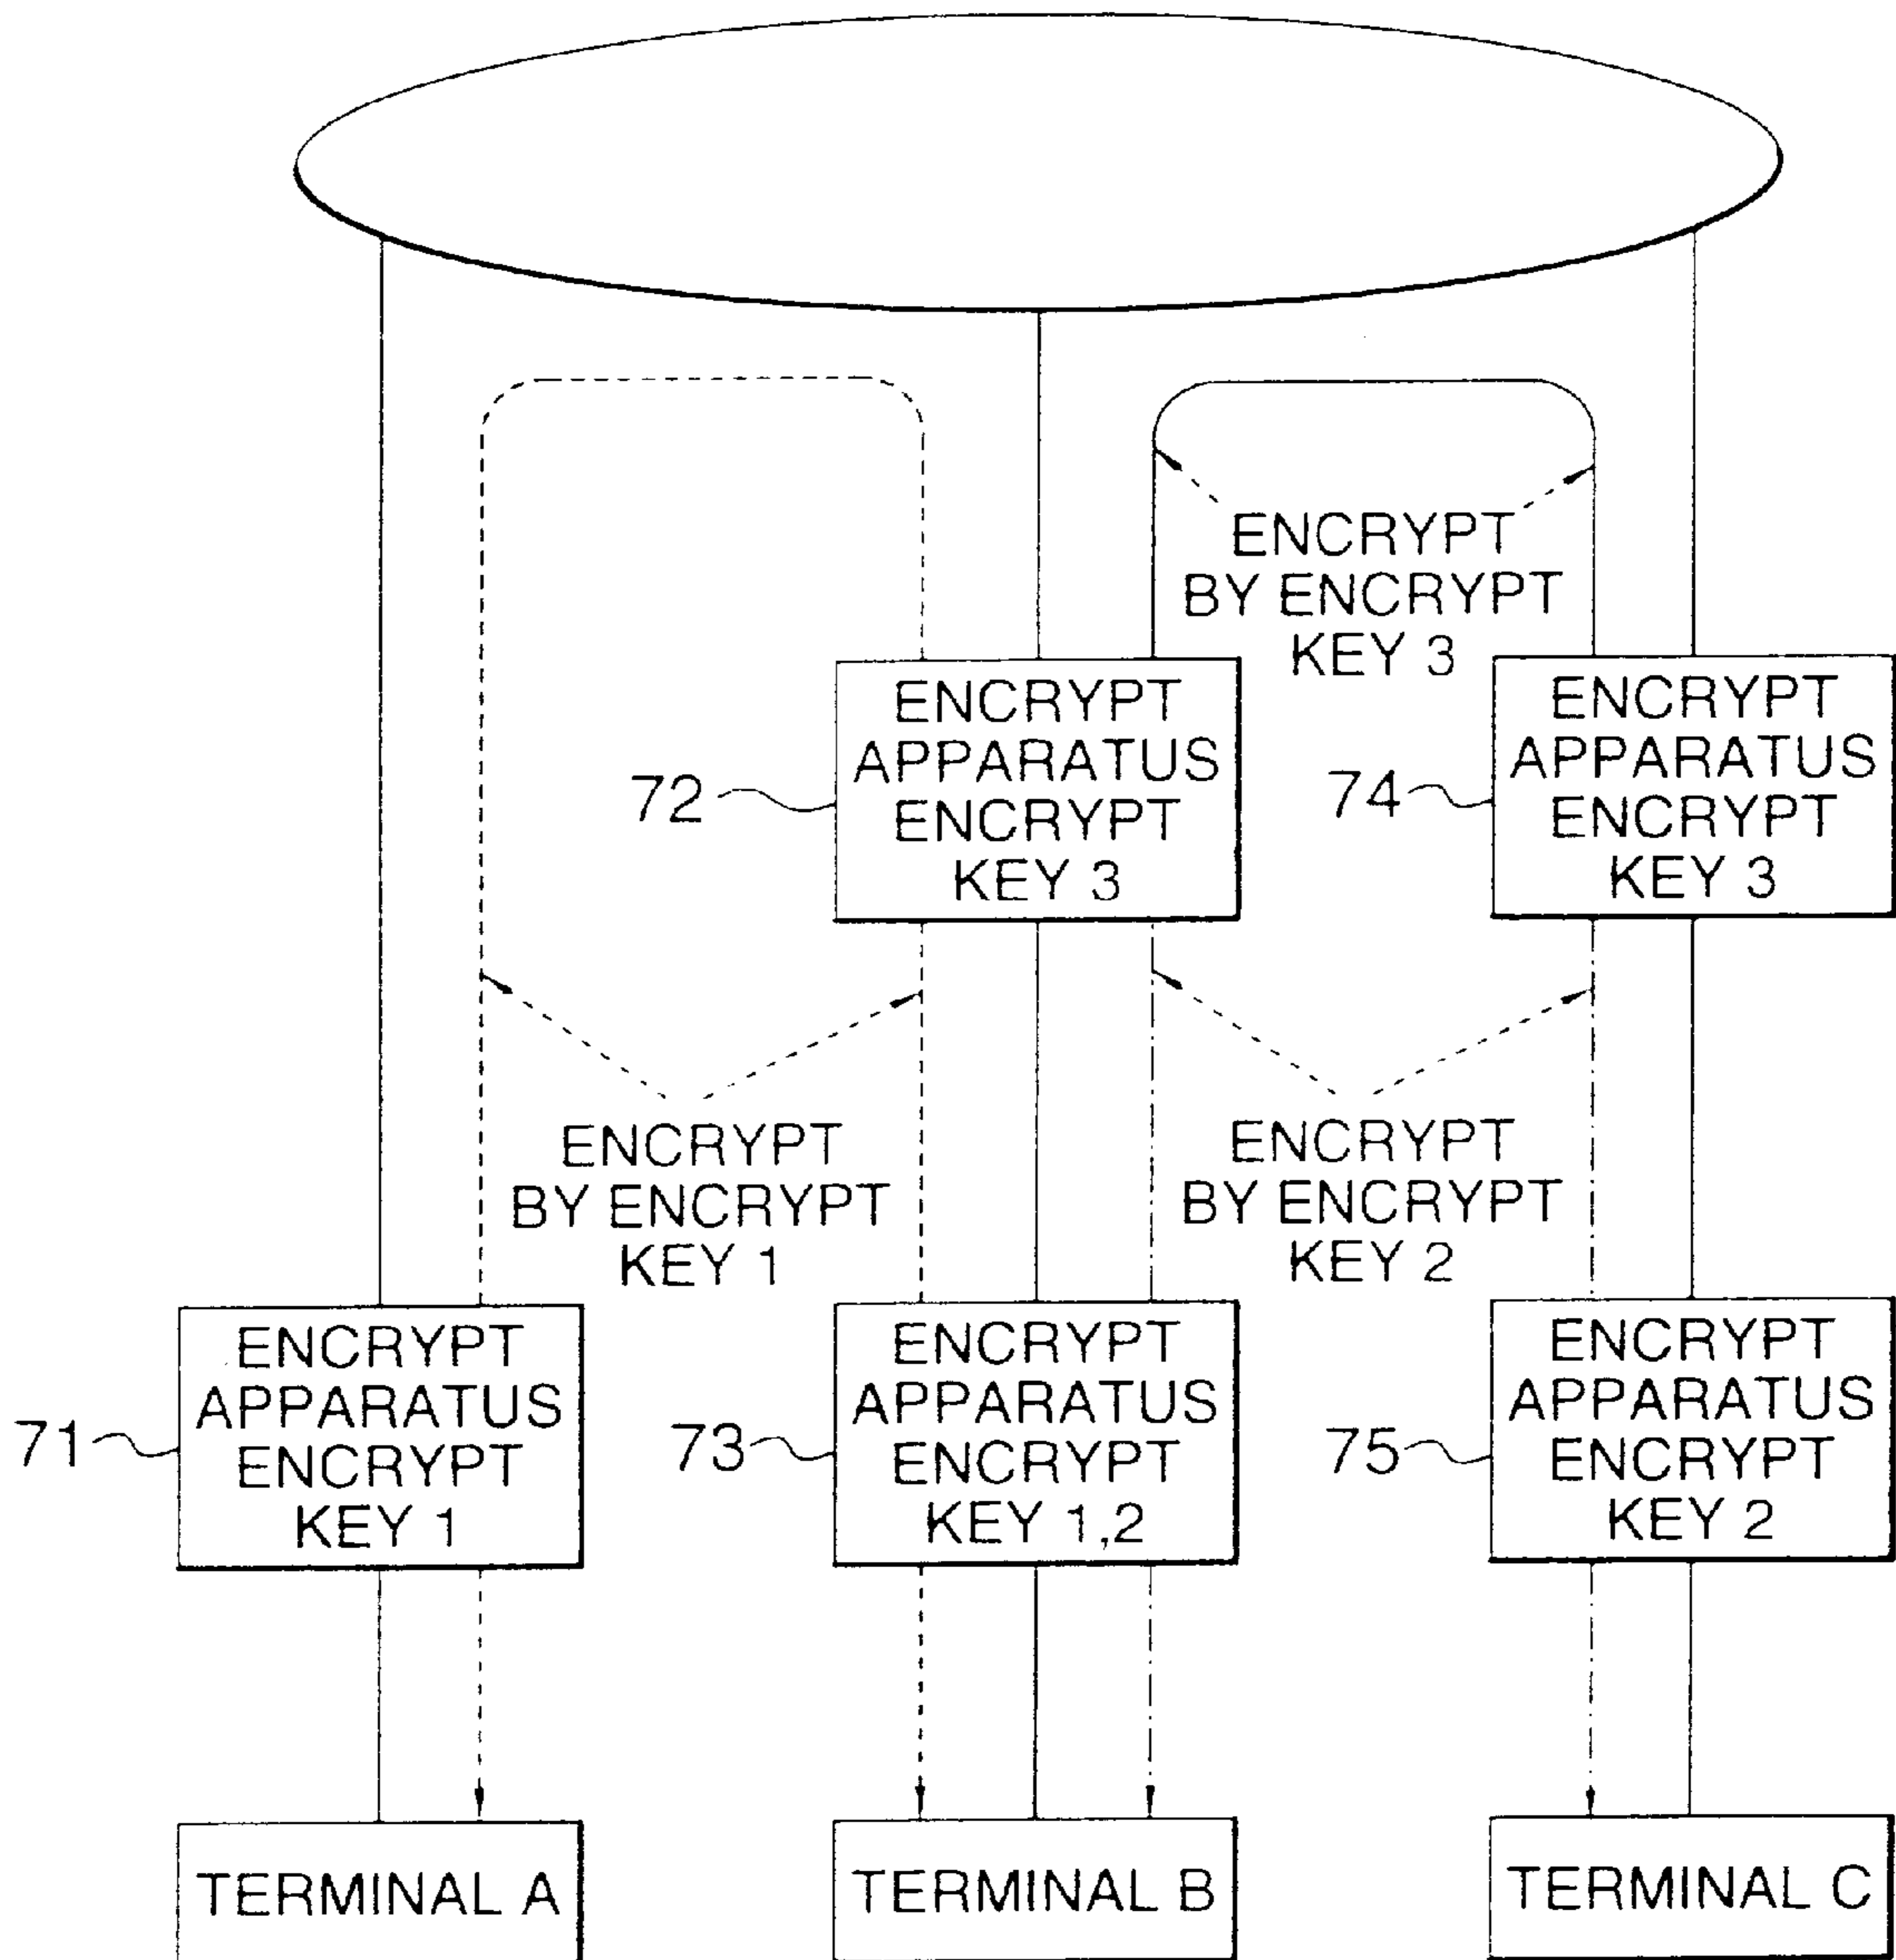 ENCRYPT
BY ENCRYPT
KEY 3
72
ENCRYPT
APPARATUS
ENCRYPT
KEY 3
74
ENCRYPT
APPARATUS
ENCRYPT
KEY 3
ENCRYPT
BY ENCRYPT
KEY 1
ENCRYPT
BY ENCRYPT
KEY 2
71
ENCRYPT
APPARATUS
ENCRYPT
KEY 1
73
ENCRYPT
APPARATUS
ENCRYPT
KEY 1,2
75
ENCRYPT
APPARATUS
ENCRYPT
KEY 2
TERMINAL A
TERMINAL B
TERMINAL C